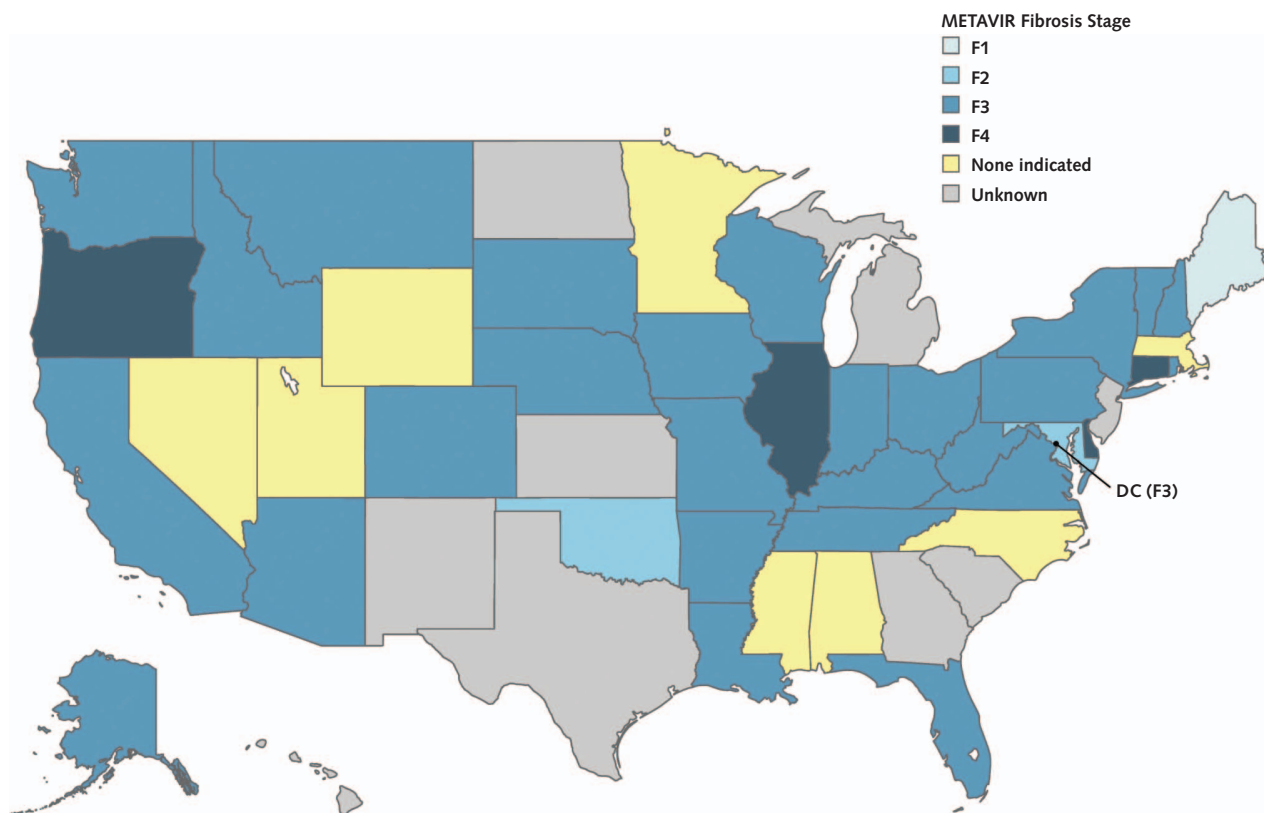 METAVIR Fibrosis Stage
F1
F2
F3
F4
None indicated
Unknown
DC (F3)